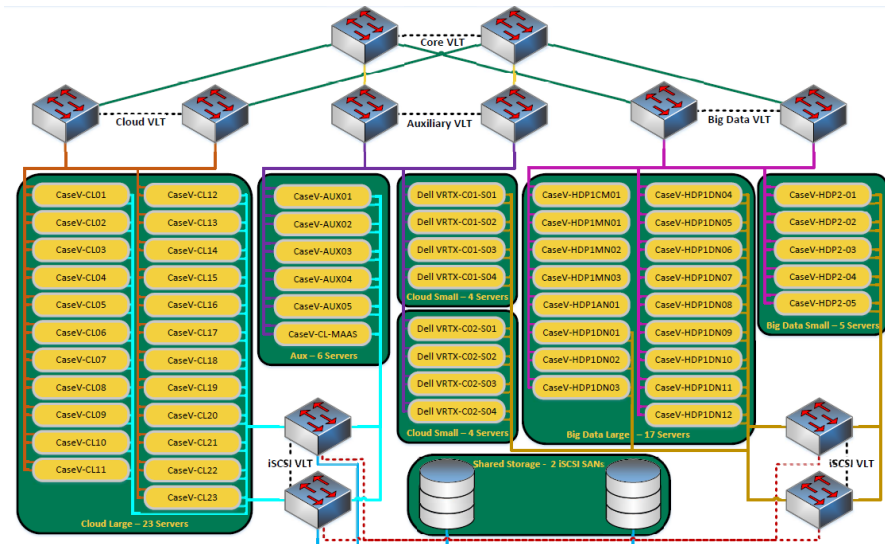 Core VLT
Cloud VLT
Auxiliary VLT
Big Data VLT
CaseV-CL01
CaseV-CL02
CaseV-CL03
CaseV-CL04
CaseV-CL05
CaseV-CL06
CaseV-CL07
CaseV-CL08
CaseV-CL09
CaseV-CL10
CaseV-CL11
CaseV-CL12
CaseV-CL13
CaseV-CL14
CaseV-CL15
CaseV-CL16
CaseV-CL17
CaseV-CL18
CaseV-CL19
CaseV-CL20
CaseV-CL21
CaseV-CL22
CaseV-CL23
Cloud Large – 23 Servers
CaseV-AUX01
CaseV-AUX02
CaseV-AUX03
CaseV-AUX04
CaseV-AUX05
CaseV-CL-MAAS
Aux – 6 Servers
Dell VRTX-C01-S01
Dell VRTX-C01-S02
Dell VRTX-C01-S03
Dell VRTX-C01-S04
Cloud Small – 4 Servers
Dell VRTX-C02-S01
Dell VRTX-C02-S02
Dell VRTX-C02-S03
Dell VRTX-C02-S04
Cloud Small – 4 Servers
CaseV-HDP1CM01
CaseV-HDP1MN01
CaseV-HDP1MN02
CaseV-HDP1MN03
CaseV-HDP1AN01
CaseV-HDP1DN01
CaseV-HDP1DN02
CaseV-HDP1DN03
CaseV-HDP1DN04
CaseV-HDP1DN05
CaseV-HDP1DN06
CaseV-HDP1DN07
CaseV-HDP1DN08
CaseV-HDP1DN09
CaseV-HDP1DN10
CaseV-HDP1DN11
CaseV-HDP1DN12
Big Data Large – 17 Servers
CaseV-HDP2-01
CaseV-HDP2-02
CaseV-HDP2-03
CaseV-HDP2-04
CaseV-HDP2-05
Big Data Small – 5 Servers
iSCSI VLT
Shared Storage - 2 iSCSI SANs
iSCSI VLT